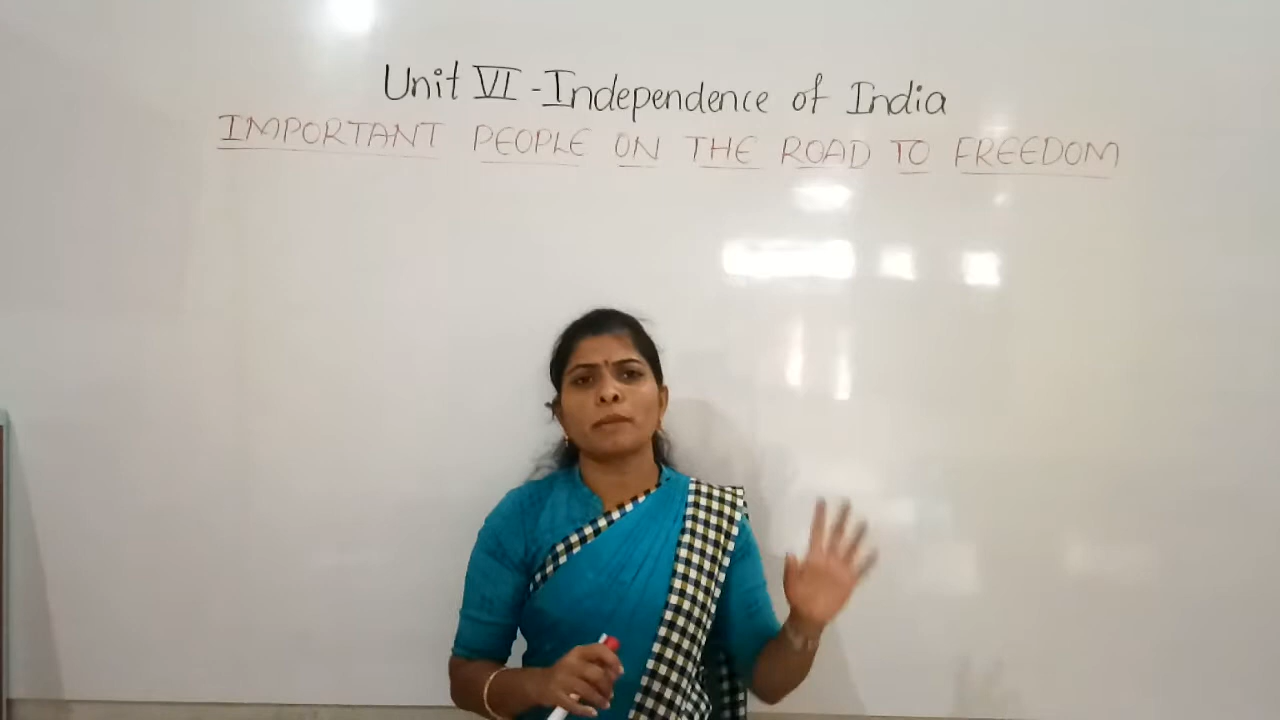 Unit VI - Independence of India
IMPORTANT PEOPLE ON THE ROAD TO FREEDOM